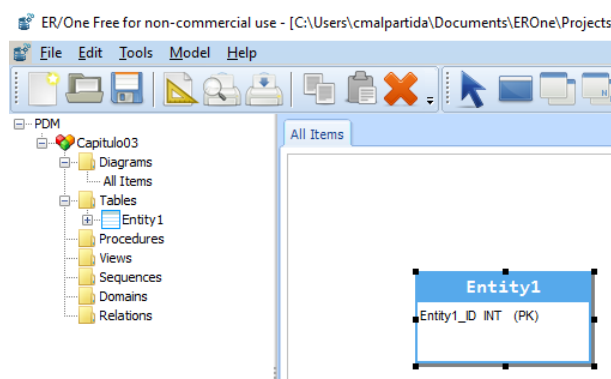 ER/One Free for non-commercial use - [C:\Users\cmalpartida\Documents\EROne\Projects
File Edit Tools Model Help
PDM
Capitulo03
Diagrams
All Items
Tables
Entity1
Procedures
Views
Sequences
Domains
Relations
All Items
Entity1
Entity1_ID INT (PK)